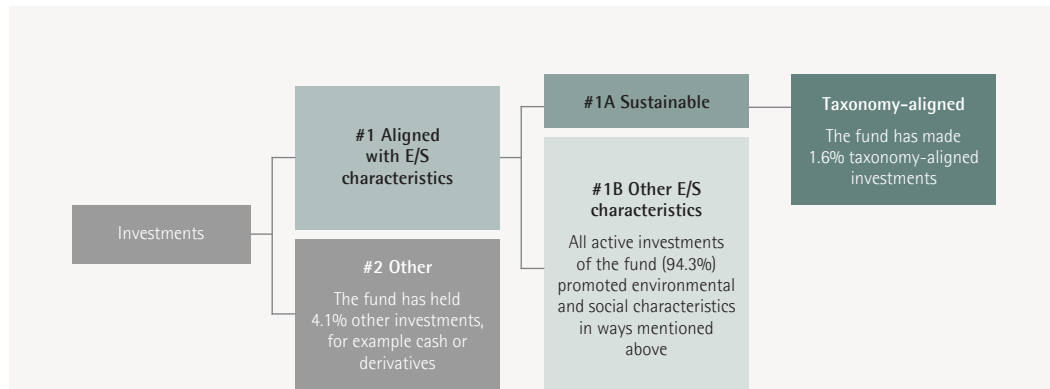 Investments
#1 Aligned
with E/S
characteristics
#2 Other
The fund has held
4.1% other investments,
for example cash or
derivatives
#1A Sustainable
#1B Other E/S
characteristics
All active investments
of the fund (94.3%)
promoted environmental
and social characteristics
in ways mentioned
above
Taxonomy-aligned
The fund has made
1.6% taxonomy-aligned
investments